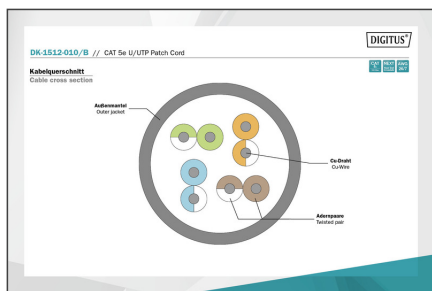 DIGITUS®
DK-1512-010/B // CAT 5e U/UTP Patch Cord
Kabelquerschnitt
Cable cross section
Außenmantel
Outer jacket
Cu-Draht
Cu-Wire
Adernpaare
Twisted pair